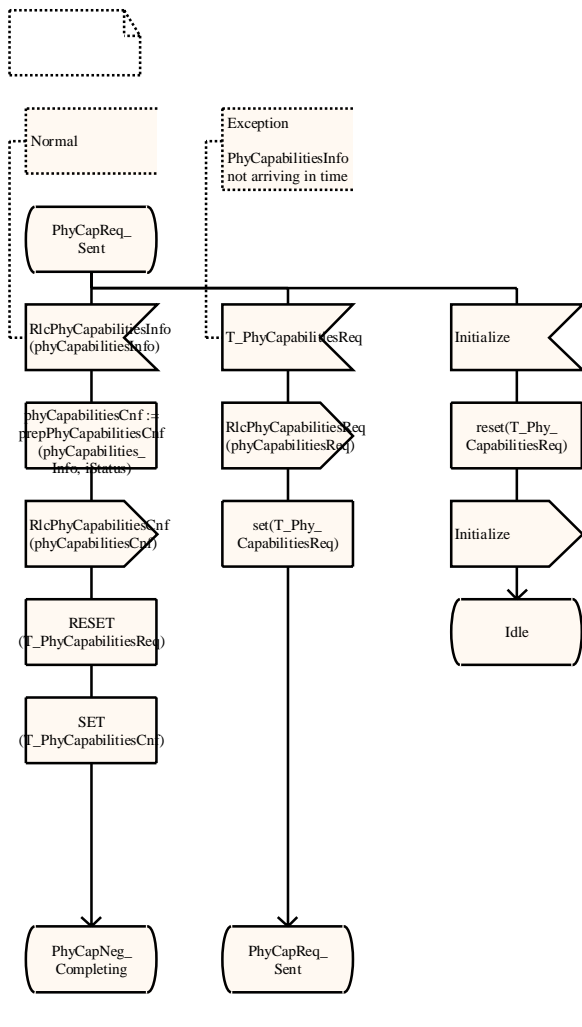 Normal
Exception
PhyCapabilitiesInfo
not arriving in time
PhyCapReq_
Sent
RlcPhyCapabilitiesInfo
(phyCapabilitiesInfo)
T_PhyCapabilitiesReq
Initialize
phyCapabilitiesCnf :=
prepPhyCapabilitiesCnf
(phyCapabilities_
Info, iStatus)
RlcPhyCapabilitiesReq
(phyCapabilitiesReq)
reset(T_Phy_
CapabilitiesReq)
RlcPhyCapabilitiesCnf
(phyCapabilitiesCnf)
set(T_Phy_
CapabilitiesReq)
Initialize
RESET
(T_PhyCapabilitiesReq)
Idle
SET
(T_PhyCapabilitiesCnf)
PhyCapNeg_
Completing
PhyCapReq_
Sent